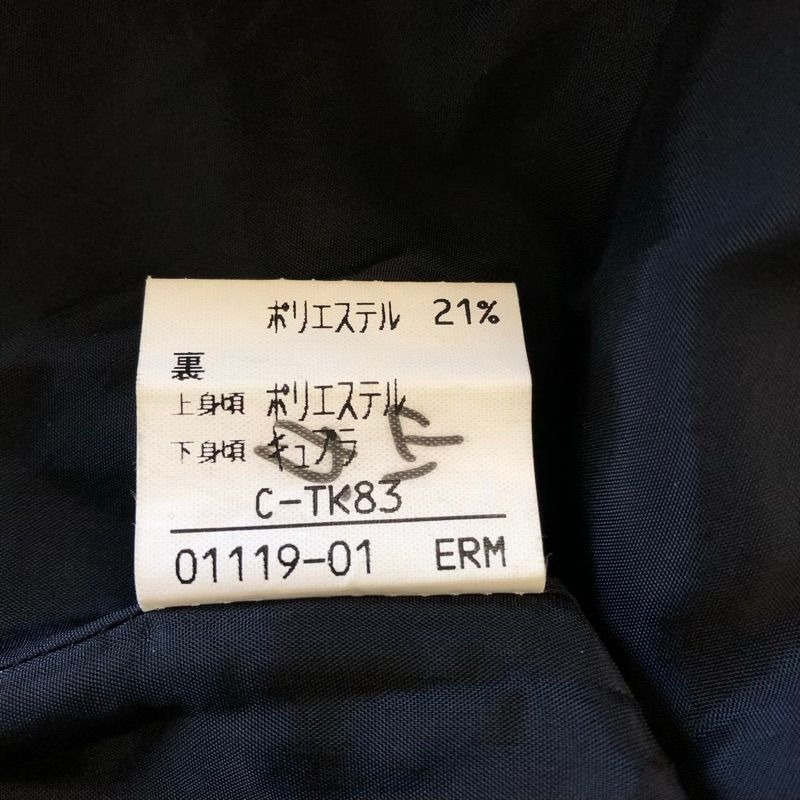 ポリエステル 21%
裏
上身頃 ポリエステル
下身頃 キュプラ
C-TK83
01119-01 ERM